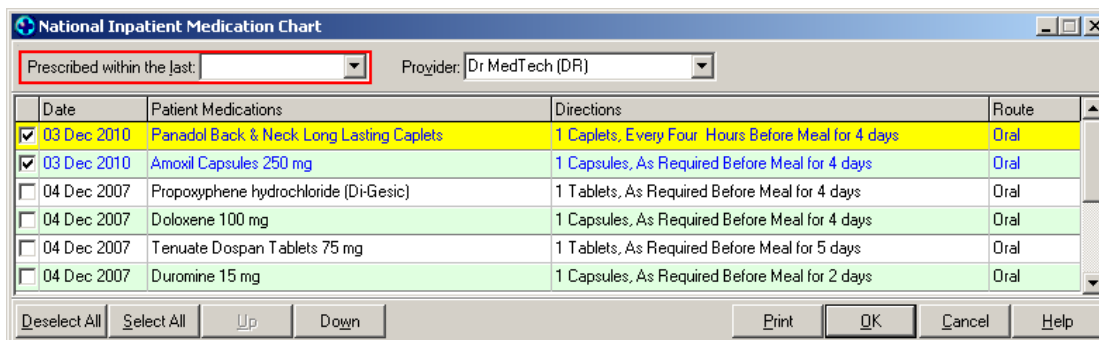 National Inpatient Medication Chart
Prescribed within the last: Provider: Dr MedTech (DR)
Date Patient Medications Directions Route
03 Dec 2010 Panadol Back & Neck Long Lasting Caplets 1 Caplets, Every Four Hours Before Meal for 4 days Oral
03 Dec 2010 Amoxil Capsules 250 mg 1 Capsules, As Required Before Meal for 4 days Oral
04 Dec 2007 Propoxyphene hydrochloride (Di-Gesic) 1 Tablets, As Required Before Meal for 4 days Oral
04 Dec 2007 Doloxene 100 mg 1 Capsules, As Required Before Meal for 4 days Oral
04 Dec 2007 Tenuate Dospan Tablets 75 mg 1 Tablets, As Required Before Meal for 5 days Oral
04 Dec 2007 Duromine 15 mg 1 Capsules, As Required Before Meal for 2 days Oral
Deselect All Select All Up Down Print OK Cancel Help